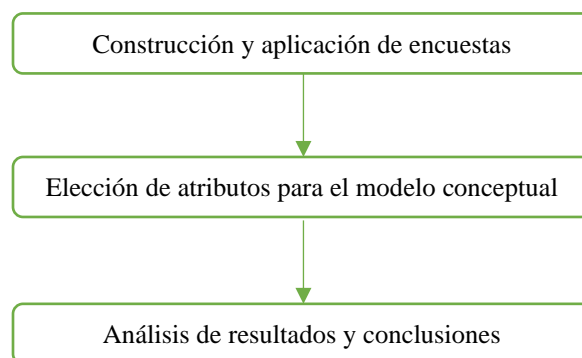 Construcción y aplicación de encuestas
Elección de atributos para el modelo conceptual
Análisis de resultados y conclusiones